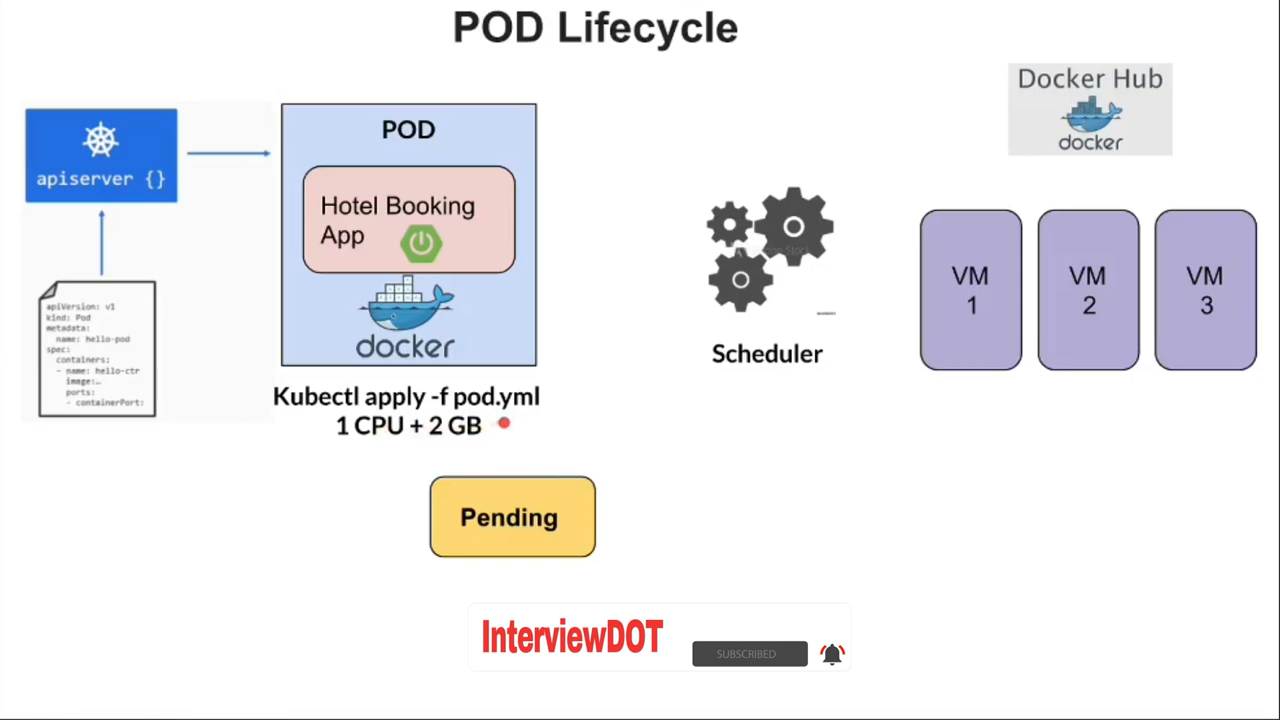 POD Lifecycle
Docker Hub
docker
apiserver {}
POD
Hotel Booking
App
docker
apiVersion: v1
kind: Pod
metadata:
name: hello-pod
spec:
containers:
- name: hello-ctr
image:…
ports:
- containerPort:
Kubectl apply -f pod.yml
1 CPU + 2 GB
Scheduler
VM
1
VM
2
VM
3
Pending
InterviewDOT
SUBSCRIBED